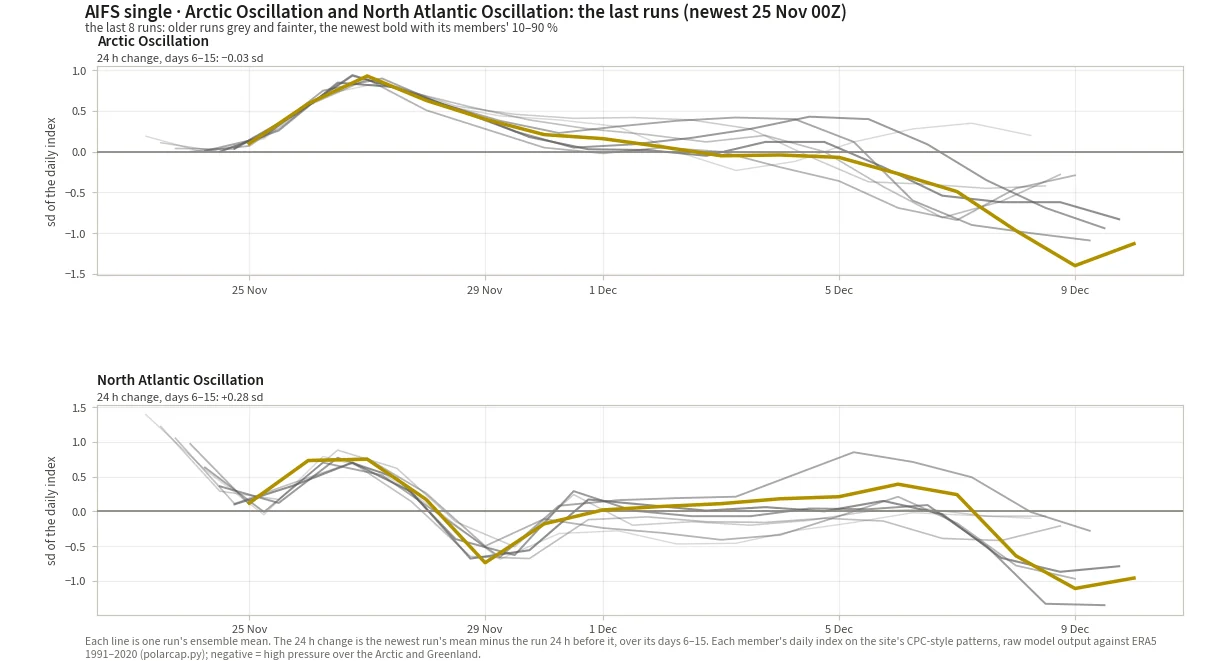 AIFS single · Arctic Oscillation and North Atlantic Oscillation: the last runs (newest 25 Nov 00Z)
the last 8 runs: older runs grey and fainter, the newest bold with its members' 10–90 %
Arctic Oscillation
24 h change, days 6–15: −0.03 sd
sd of the daily index
1.0
0.5
0.0
−0.5
−1.0
−1.5
25 Nov
29 Nov
1 Dec
5 Dec
9 Dec
North Atlantic Oscillation
24 h change, days 6–15: +0.28 sd
sd of the daily index
1.5
1.0
0.5
0.0
−0.5
−1.0
25 Nov
29 Nov
1 Dec
5 Dec
9 Dec
Each line is one run's ensemble mean. The 24 h change is the newest run's mean minus the run 24 h before it, over its days 6–15. Each member's daily index on the site's CPC-style patterns, raw model output against ERA5
1991–2020 (polarcap.py); negative = high pressure over the Arctic and Greenland.